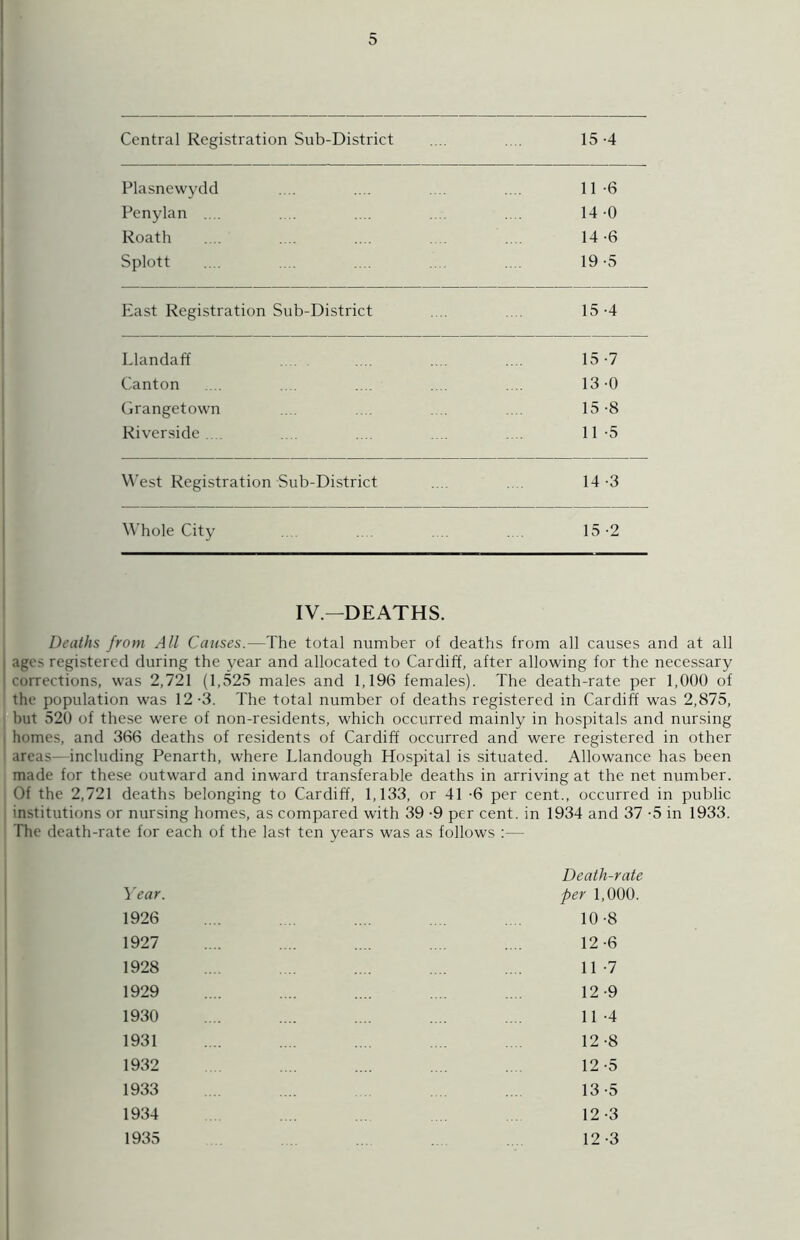 5
Central Registration Sub-District .... .... 15·4
Plasnewydd .... .... .... .... 11·6
Penylan .... .... .... .... .... 14·0
Roath .... .... .... .... .... 14·6
Splott .... .... .... .... .... 19·5
East Registration Sub-District .... .... 15·4
Llandaff .... .... .... .... 15·7
Canton .... .... .... .... .... 13·0
Grangetown .... .... .... .... 15·8
Riverside .... .... .... .... .... 11·5
West Registration Sub-District .... .... 14·3
Whole City .... .... .... .... 15·2
IV.—DEATHS.
Deaths from All Causes.—The total number of deaths from all causes and at all
ages registered during the year and allocated to Cardiff, after allowing for the necessary
corrections, was 2,721 (1,525 males and 1,196 females). The death-rate per 1,000 of
the population was 12·3. The total number of deaths registered in Cardiff was 2,875,
but 520 of these were of non-residents, which occurred mainly in hospitals and nursing
homes, and 366 deaths of residents of Cardiff occurred and were registered in other
areas—including Penarth, where Llandough Hospital is situated. Allowance has been
made for these outward and inward transferable deaths in arriving at the net number.
Of the 2,721 deaths belonging to Cardiff, 1,133, or 41·6 per cent., occurred in public
institutions or nursing homes, as compared with 39·9 per cent. in 1934 and 37·5 in 1933.
The death-rate for each of the last ten years was as follows :—
Death-rate
Year. per 1,000.
1926 .... .... .... .... .... 10·8
1927 .... .... .... .... .... 12·6
1928 .... .... .... .... .... 11·7
1929 .... .... .... .... .... 12·9
1930 .... .... .... .... .... 11·4
1931 .... .... .... .... .... 12·8
1932 .... .... .... .... .... 12·5
1933 .... .... .... .... .... 13·5
1934 .... .... .... .... .... 12·3
1935 .... .... .... .... .... 12·3